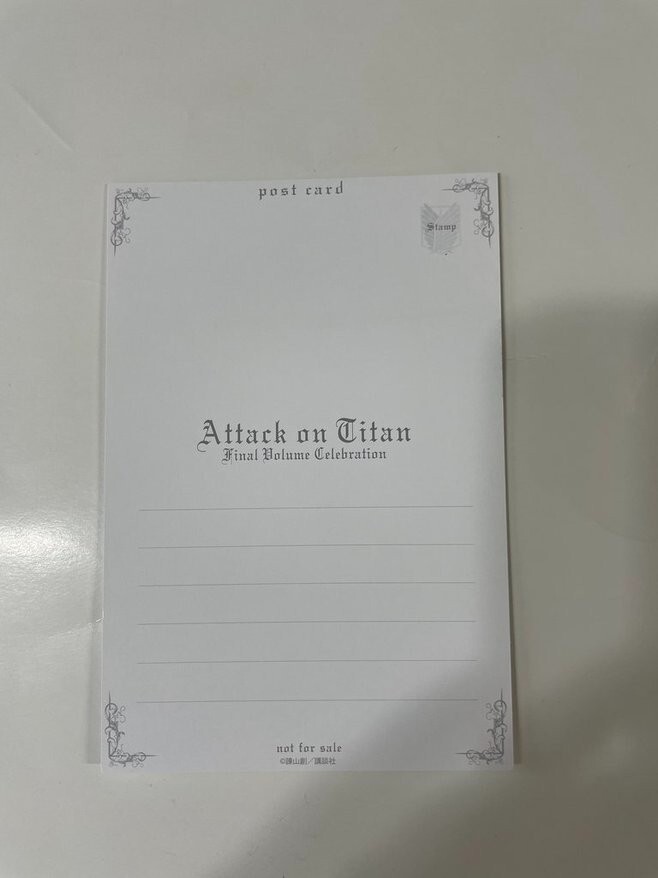 post card
Stamp
Attack on Titan
Final Volume Celebration
not for sale
©諫山創／講談社